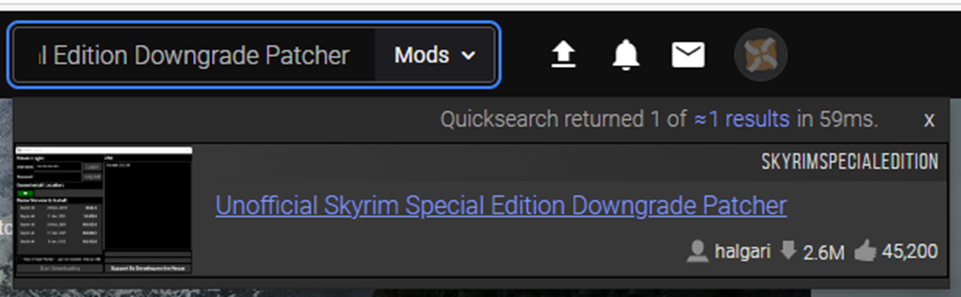 l Edition Downgrade Patcher
Mods
Quicksearch returned 1 of ≈1 results in 59ms.
x
SKYRIMSPECIALEDITION
Unofficial Skyrim Special Edition Downgrade Patcher
halgari 2.6M 45,200